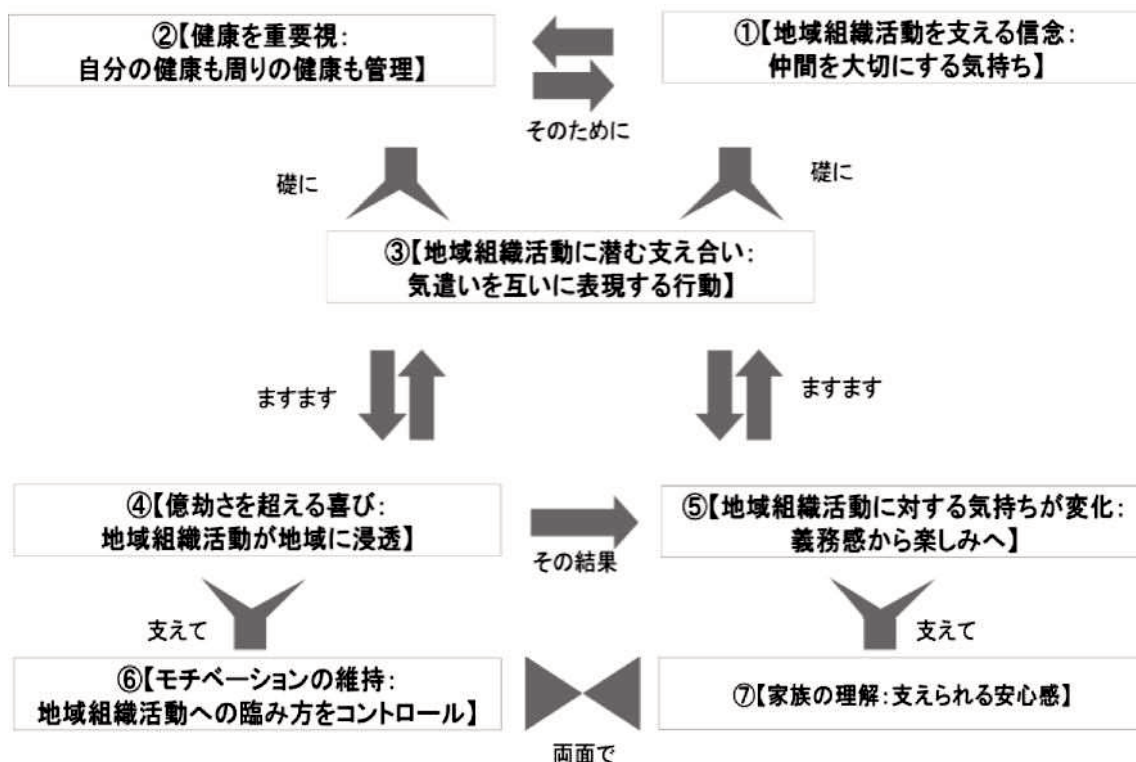 ②【健康を重要視:
自分の健康も周りの健康も管理】
①【地域組織活動を支える信念:
仲間を大切にする気持ち】
そのために
礎に
礎に
③【地域組織活動に潜む支え合い:
気遣いを互いに表現する行動】
ますます
ますます
④【億劫さを超える喜び:
地域組織活動が地域に浸透】
その結果
⑤【地域組織活動に対する気持ちが変化:
義務感から楽しみへ】
支えて
支えて
⑥【モチベーションの維持:
地域組織活動への臨み方をコントロール】
両面で
⑦【家族の理解:支えられる安心感】